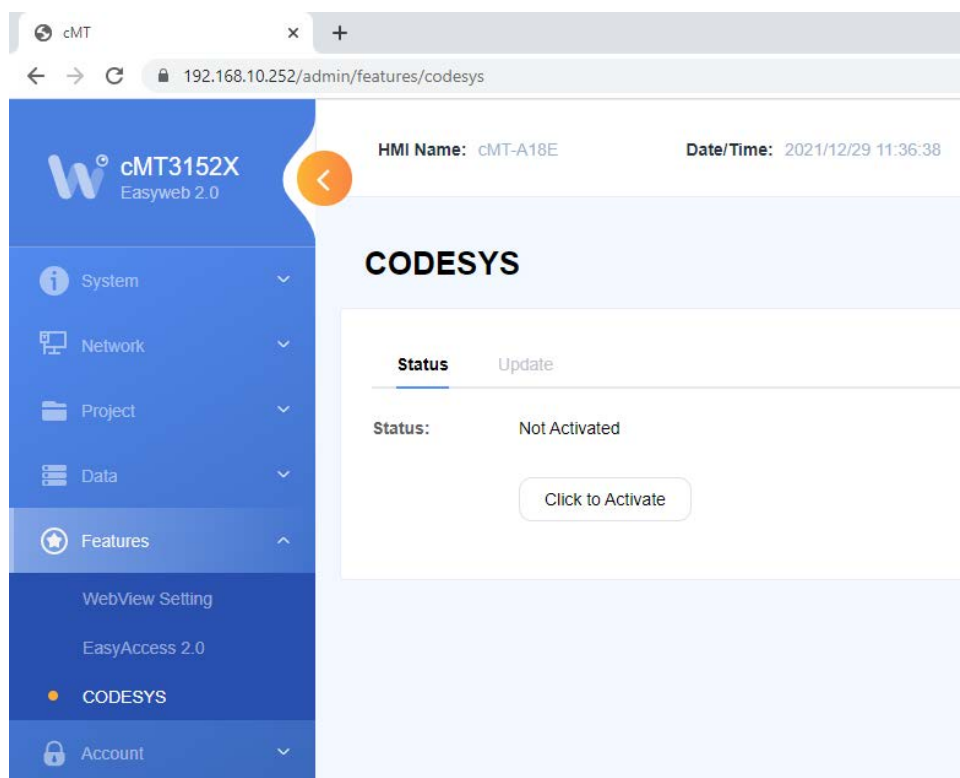 cMT
192.168.10.252/admin/features/codesys
cMT3152X
Easyweb 2.0
HMI Name: cMT-A18E Date/Time: 2021/12/29 11:36:38
System
Network
Project
Data
Features
WebView Setting
EasyAccess 2.0
CODESYS
Account
CODESYS
Status Update
Status: Not Activated
Click to Activate